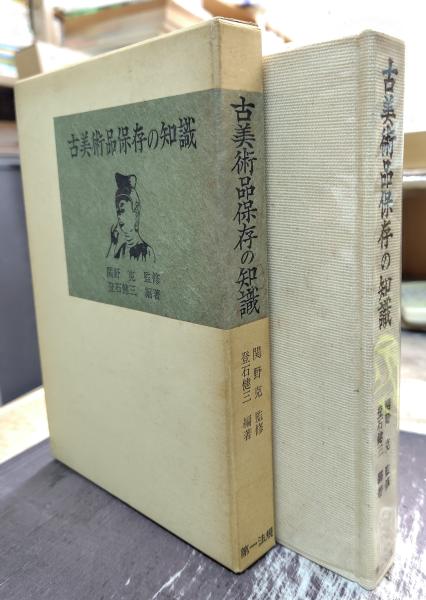 古美術品保存の知識
関野 克 監修
登石健三 編著
古美術品保存の知識
関野克 監修
登石健三 編著
第一法規
古美術品保存の知識
関野 克 監修
登石健三 編著